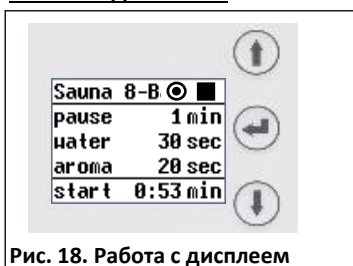 Sauna 8-B
pause 1 min
water 30 sec
aroma 20 sec
start 0:53 min
Рис. 18. Работа с дисплеем